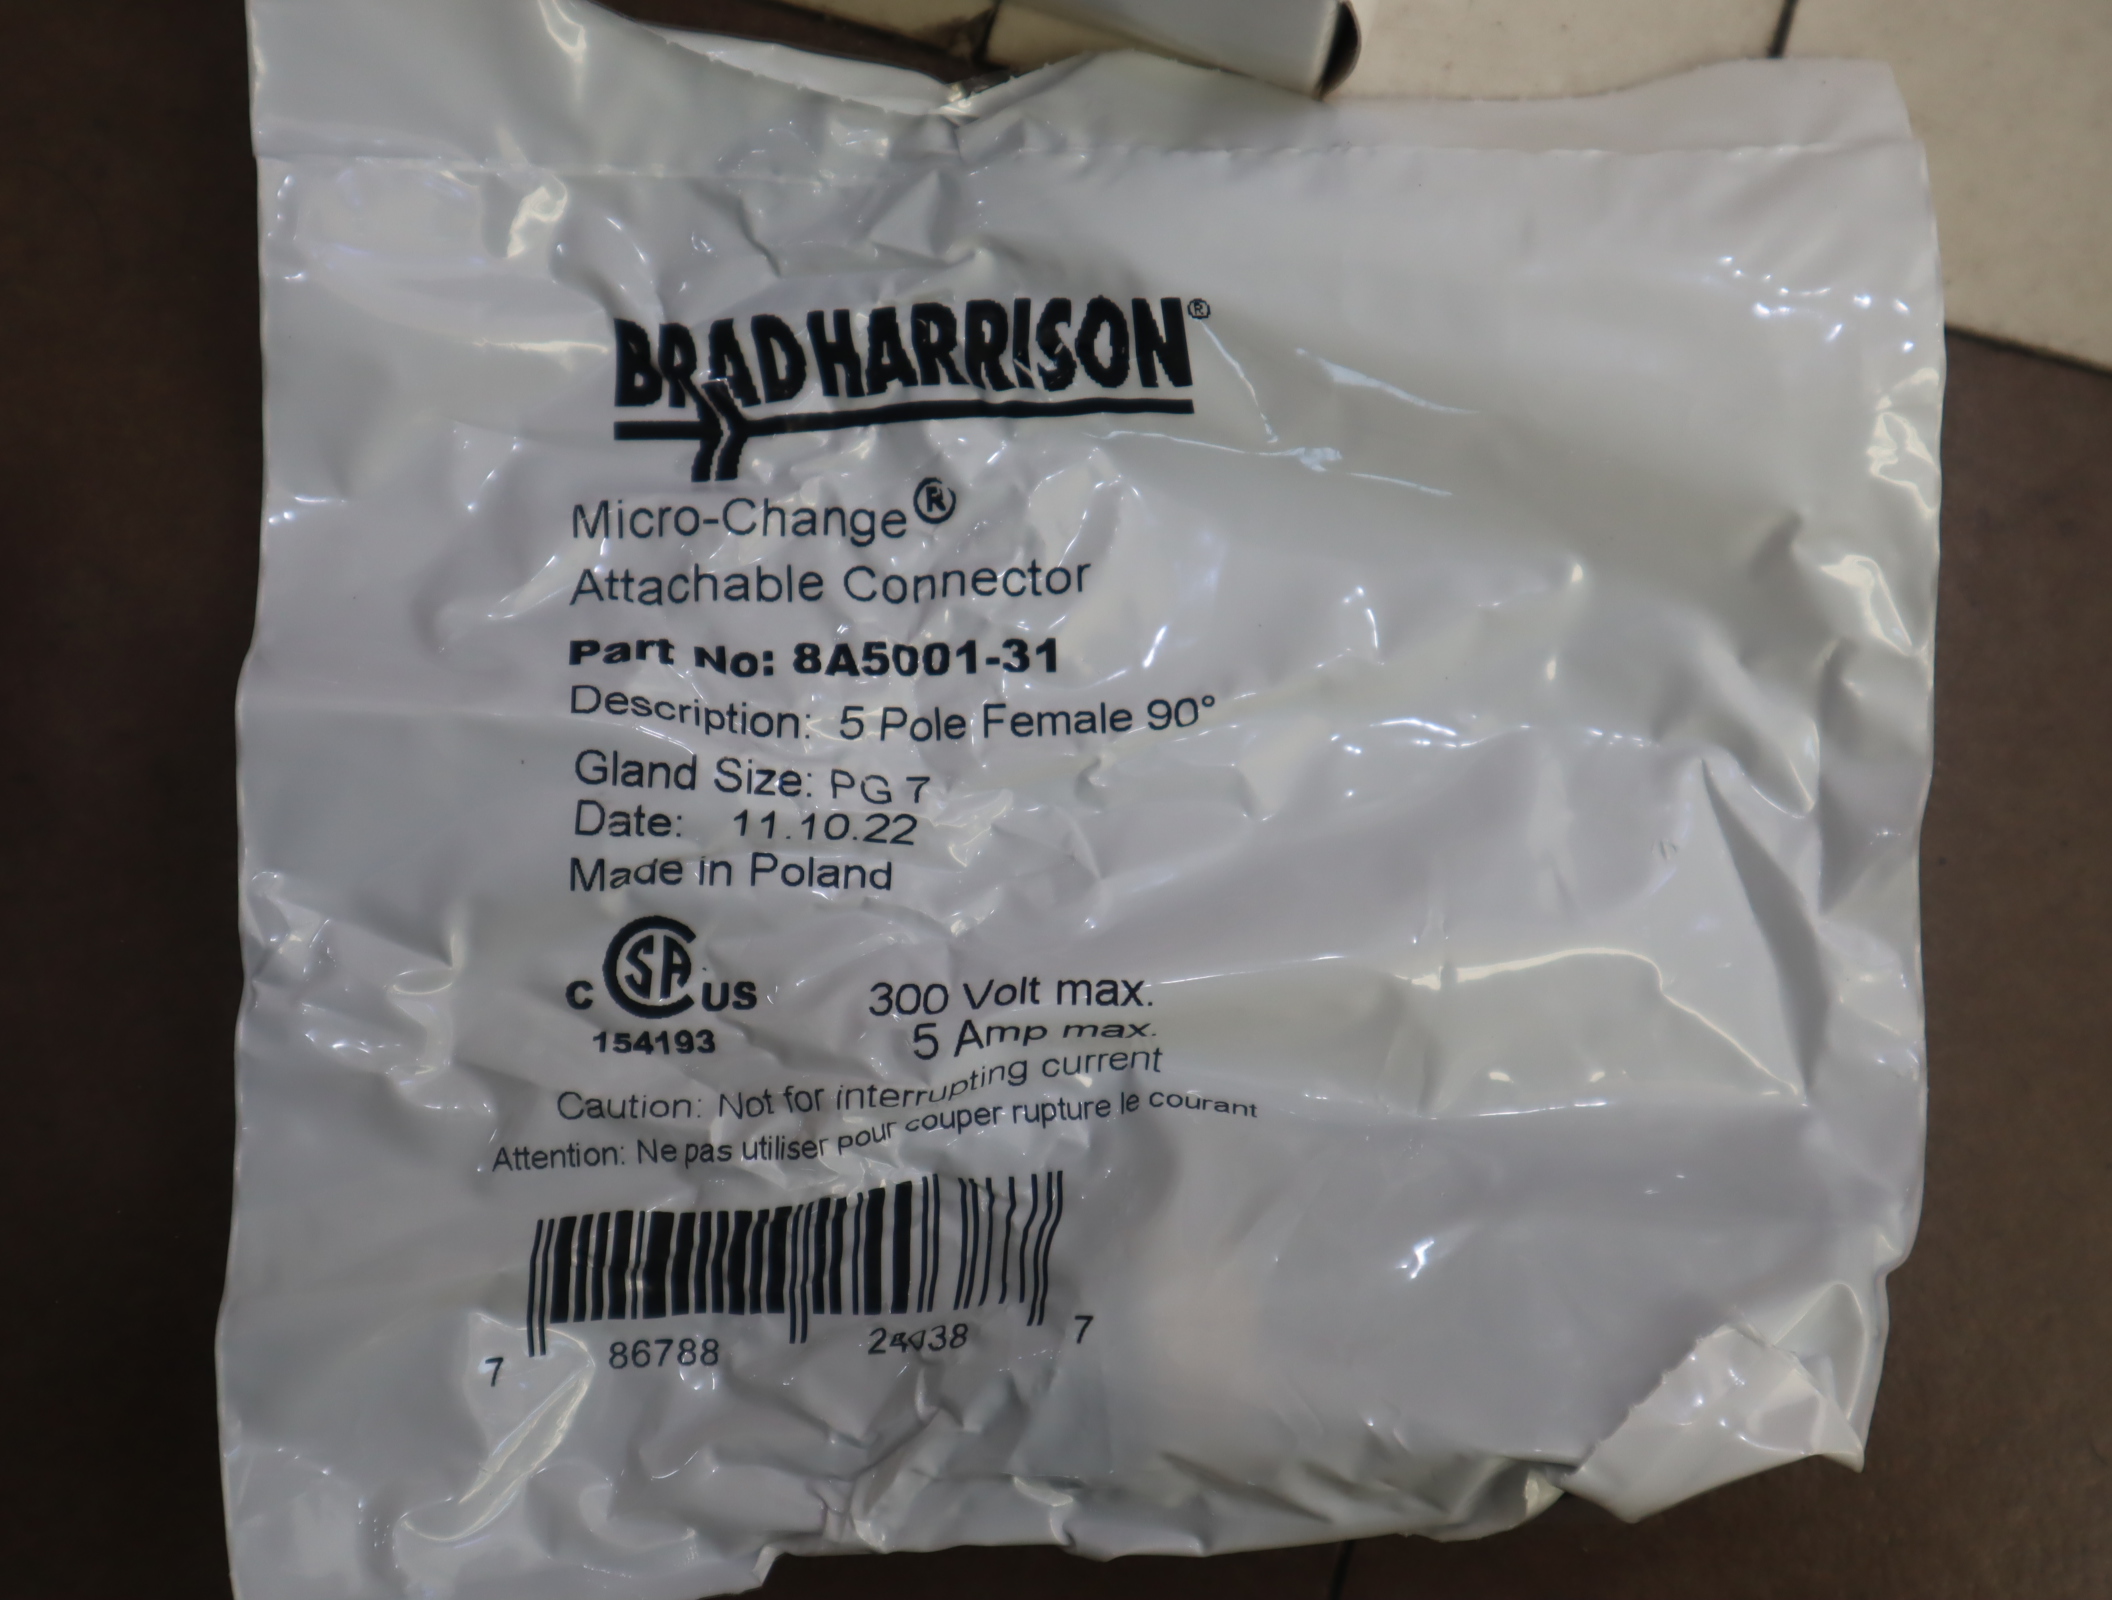 BRADHARRISON®
Micro-Change®
Attachable Connector
Part No: 8A5001-31
Description: 5 Pole Female 90°
Gland Size: PG 7
Date: 11.10.22
Made in Poland
C SA US
154193
300 Volt max.
5 Amp max.
Caution: Not for interrupting current
Attention: Ne pas utiliser pour couper rupture le courant
7 86788 24038 7